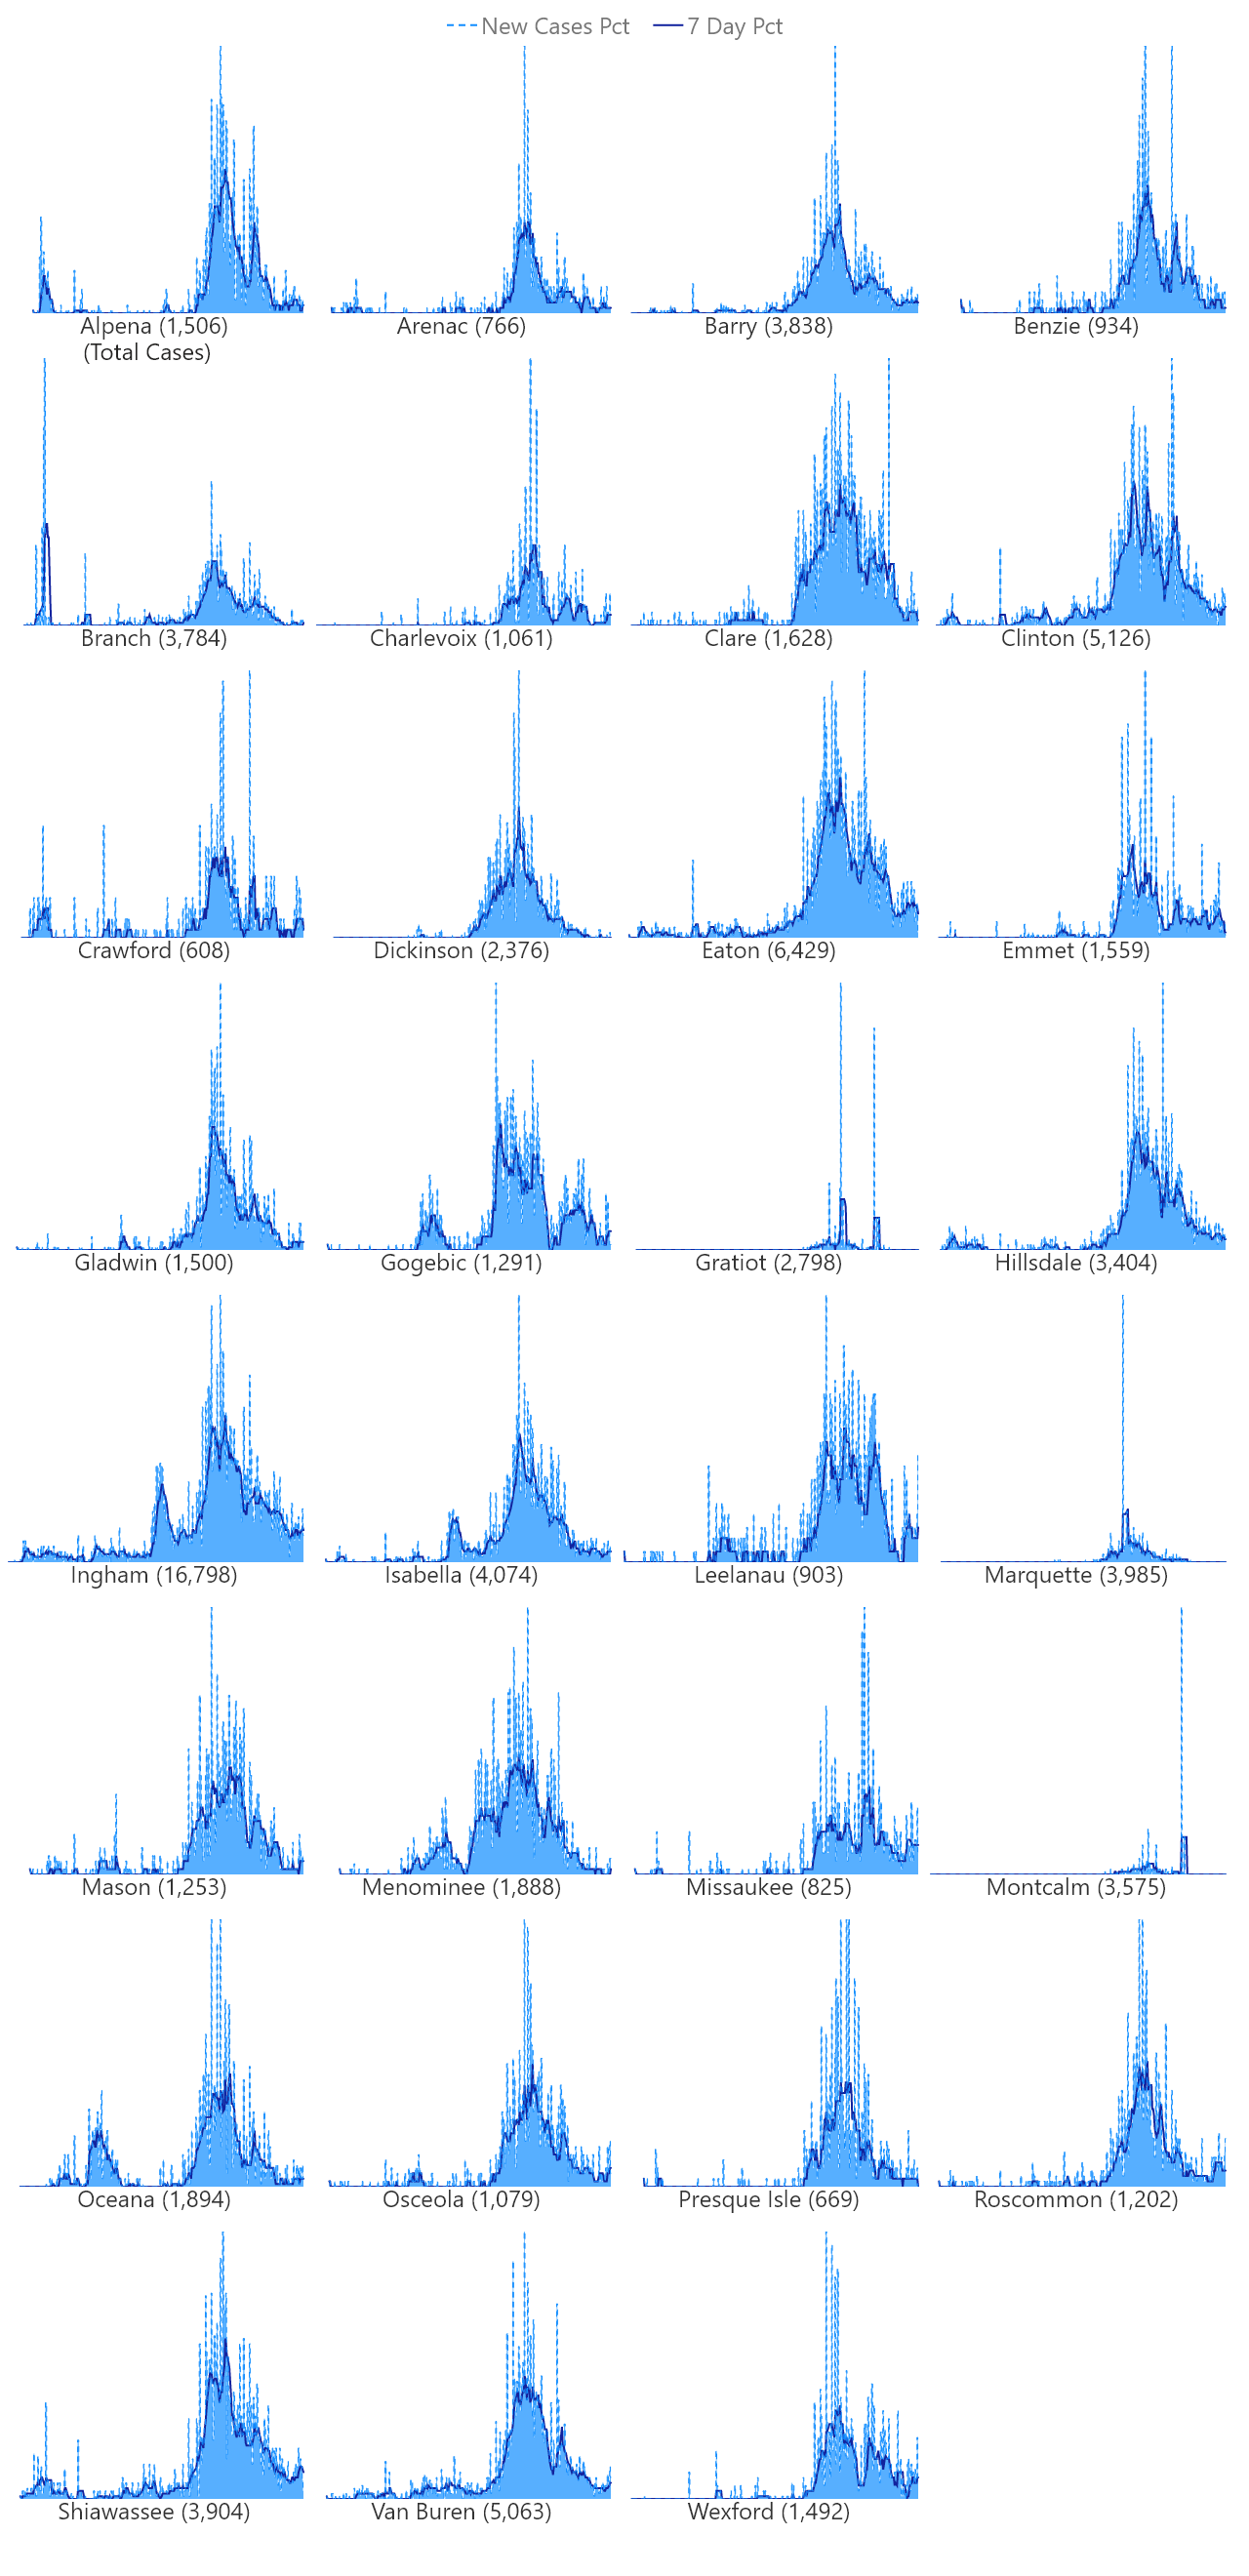 New Cases Pct 7 Day Pct
Alpena (1,506) Arenac (766) Barry (3,838) Benzie (934)
(Total Cases)
Branch (3,784) Charlevoix (1,061) Clare (1,628) Clinton (5,126)
Crawford (608) Dickinson (2,376) Eaton (6,429) Emmet (1,559)
Gladwin (1,500) Gogebic (1,291) Gratiot (2,798) Hillsdale (3,404)
Ingham (16,798) Isabella (4,074) Leelanau (903) Marquette (3,985)
Mason (1,253) Menominee (1,888) Missaukee (825) Montcalm (3,575)
Oceana (1,894) Osceola (1,079) Presque Isle (669) Roscommon (1,202)
Shiawassee (3,904) Van Buren (5,063) Wexford (1,492)